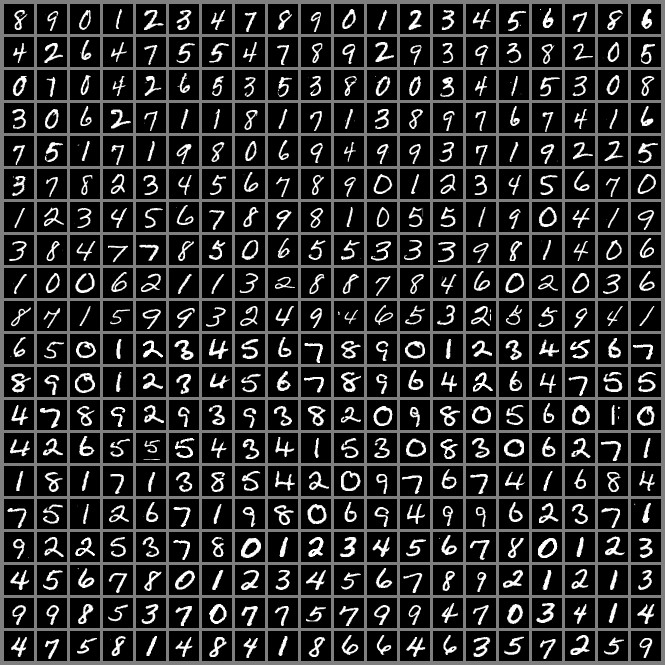 8 9 0 1 2 3 4 7 8 9 0 1 2 3 4 5 6 7 8 6
4 2 6 4 7 5 5 4 7 8 9 2 9 3 9 3 8 2 0 5
0 1 0 4 2 6 5 3 5 3 8 0 0 3 4 1 5 3 0 8
3 0 6 2 7 1 1 8 1 7 1 3 8 9 7 6 7 4 1 6
7 5 1 7 1 9 8 0 6 9 4 9 9 3 7 1 9 2 2 5
3 7 8 2 3 4 5 6 7 8 9 0 1 2 3 4 5 6 7 0
1 2 3 4 5 6 7 8 9 8 1 0 5 5 1 9 0 4 1 9
3 8 4 7 7 8 5 0 6 5 5 3 3 3 9 8 1 4 0 6
1 0 0 6 2 1 1 3 2 8 8 7 8 4 6 0 2 0 3 6
8 7 1 5 9 9 3 2 4 9 4 6 5 3 2 5 5 9 4 1
6 5 0 1 2 3 4 5 6 7 8 9 0 1 2 3 4 5 6 7
8 9 0 1 2 3 4 5 6 7 8 9 6 4 2 6 4 7 5 5
4 7 8 9 2 9 3 9 3 8 2 0 9 8 0 5 6 0 1 0
4 2 6 5 5 5 4 3 4 1 5 3 0 8 3 0 6 2 7 1
1 8 1 7 1 3 8 5 4 2 0 9 7 6 7 4 1 6 8 4
7 5 1 2 6 7 1 9 8 0 6 9 4 9 9 6 2 3 7 1
9 2 2 5 3 7 8 0 1 2 3 4 5 6 7 8 0 1 2 3
4 5 6 7 8 0 1 2 3 4 5 6 7 8 9 2 1 2 1 3
9 9 8 5 3 7 0 7 7 5 7 9 9 4 7 0 3 4 1 4
4 7 5 8 1 4 8 4 1 8 6 6 4 6 3 5 7 2 5 9